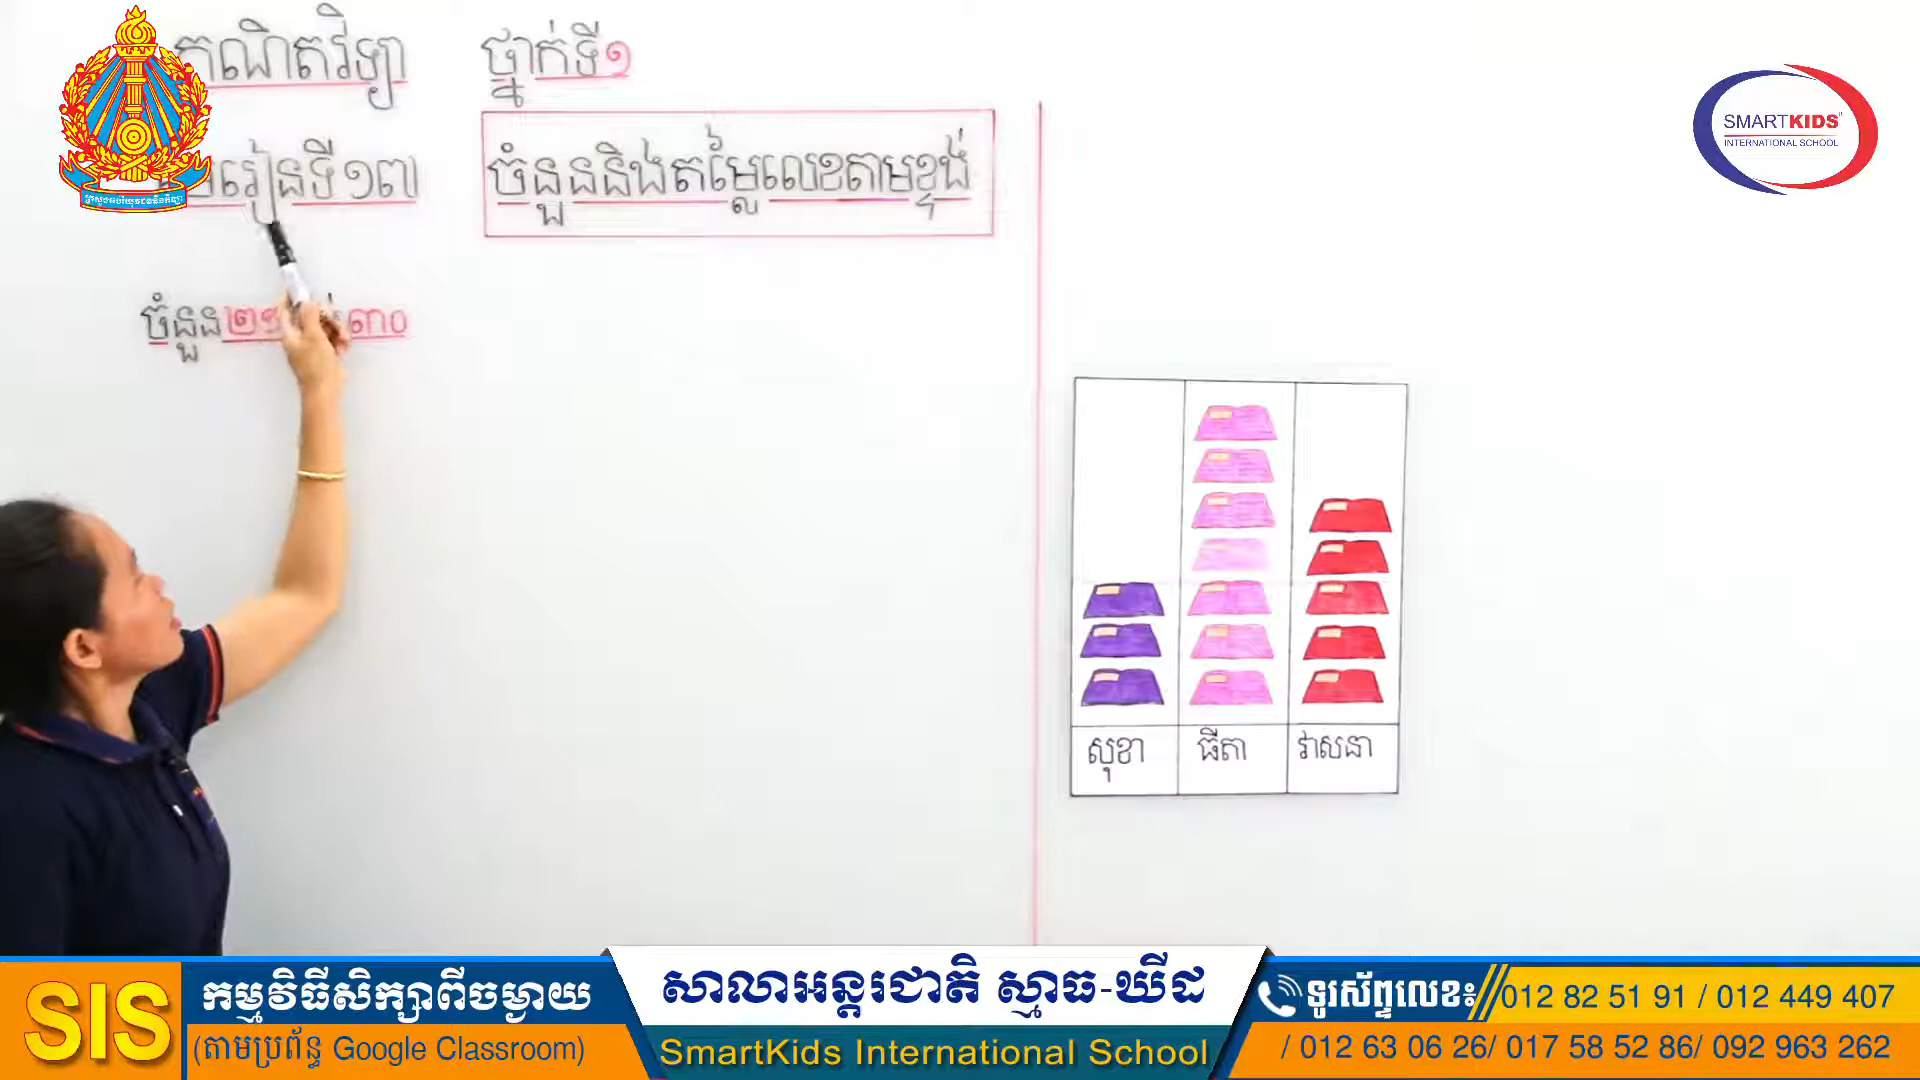 គណិតវិទ្យា
ថ្នាក់ទី១
មេរៀនទី១៧
ចំនួននិងតម្លៃលេខតាមខ្ទង់
ចំនួន២១ ៣០
សុខា
ធីតា
វាសនា
SMARTKIDS
INTERNATIONAL SCHOOL
SIS
កម្មវិធីសិក្សាពីចម្ងាយ
(តាមប្រព័ន្ធ Google Classroom)
សាលាអន្តរជាតិ ស្មាធ-ឃីដ
SmartKids International School
ទូរស័ព្ទលេខ៖ 012 82 51 91 / 012 449 407
/ 012 63 06 26/ 017 58 52 86/ 092 963 262